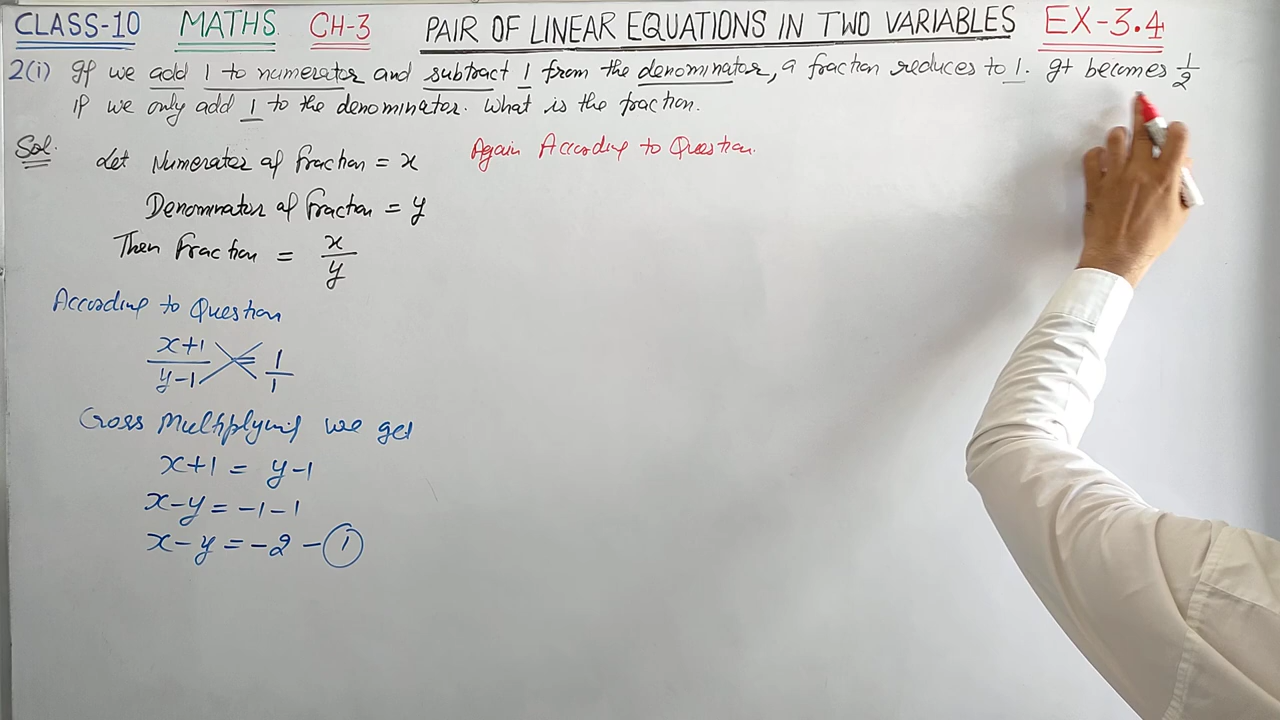 CLASS-10 MATHS CH-3 PAIR OF LINEAR EQUATIONS IN TWO VARIABLES EX-3.4
2(i) If we add 1 to numerator and subtract 1 from the denominator, a fraction reduces to 1. It becomes 1/2
if we only add 1 to the denominator. What is the fraction.
Sol.
Let Numerator of fraction = x
Denominator of fraction = y
Then fraction = x/y
According to Question
x+1/y-1 = 1/1
Cross Multiplying we get
x+1 = y-1
x-y = -1-1
x-y = -2 - ①
Again According to Question.